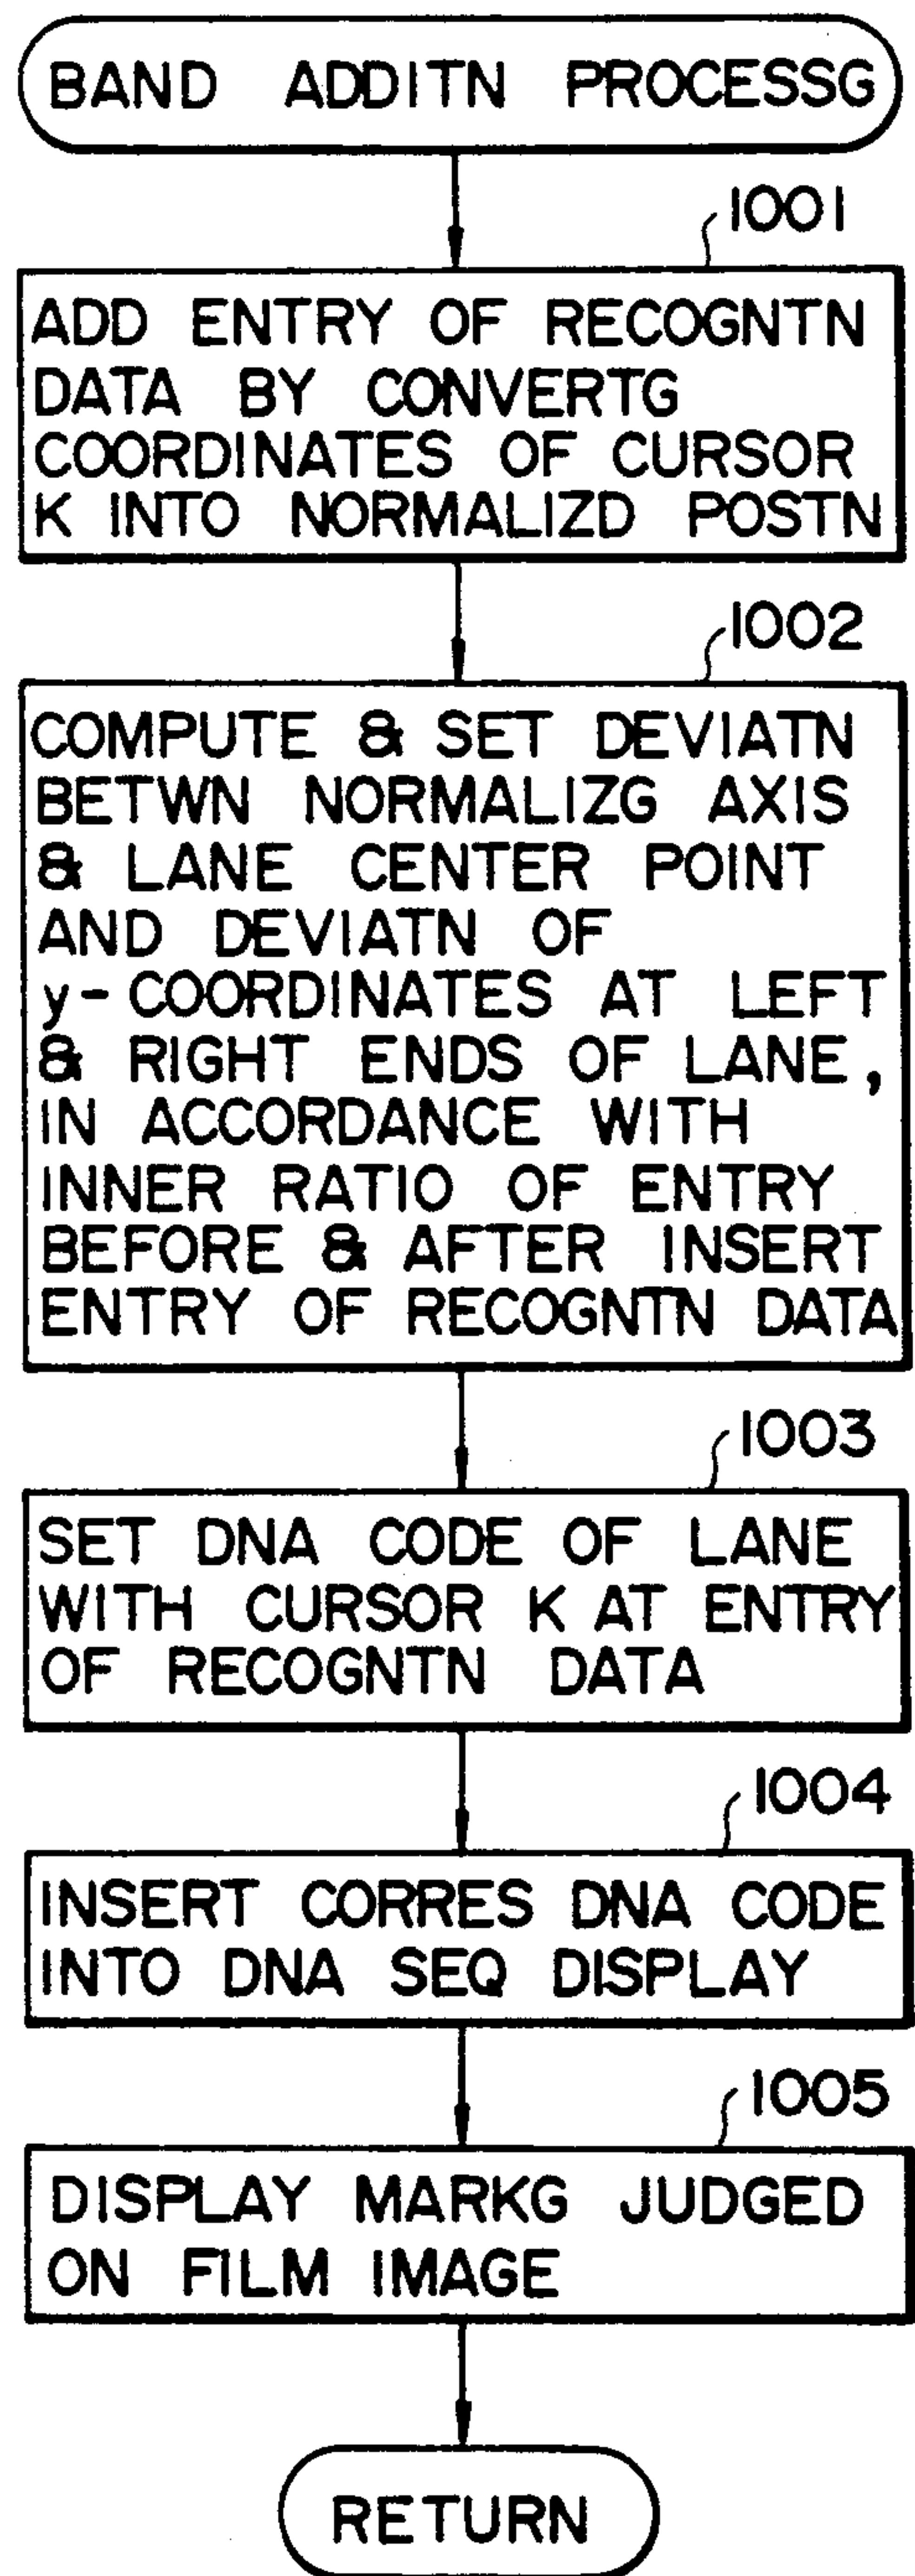 BAND ADDITN PROCESSG
1001
ADD ENTRY OF RECOGNTN
DATA BY CONVERTG
COORDINATES OF CURSOR
K INTO NORMALIZD POSTN
1002
COMPUTE & SET DEVIATN
BETWN NORMALIZG AXIS
& LANE CENTER POINT
AND DEVIATN OF
y-COORDINATES AT LEFT
& RIGHT ENDS OF LANE,
IN ACCORDANCE WITH
INNER RATIO OF ENTRY
BEFORE & AFTER INSERT
ENTRY OF RECOGNTN DATA
1003
SET DNA CODE OF LANE
WITH CURSOR K AT ENTRY
OF RECOGNTN DATA
1004
INSERT CORRES DNA CODE
INTO DNA SEQ DISPLAY
1005
DISPLAY MARKG JUDGED
ON FILM IMAGE
RETURN